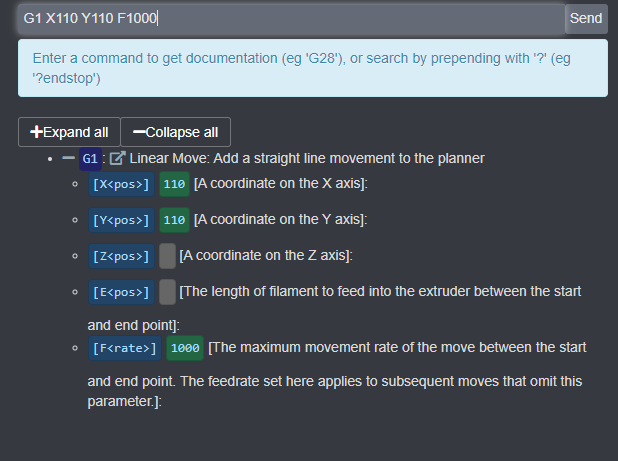 G1 X110 Y110 F1000
Send
Enter a command to get documentation (eg 'G28'), or search by prepending with '?' (eg
'?endstop')
Expand all
Collapse all
G1: Linear Move: Add a straight line movement to the planner
[X<pos>] 110 [A coordinate on the X axis]:
[Y<pos>] 110 [A coordinate on the Y axis]:
[Z<pos>] [A coordinate on the Z axis]:
[E<pos>] [The length of filament to feed into the extruder between the start
and end point]:
[F<rate>] 1000 [The maximum movement rate of the move between the start
and end point. The feedrate set here applies to subsequent moves that omit this
parameter.]: